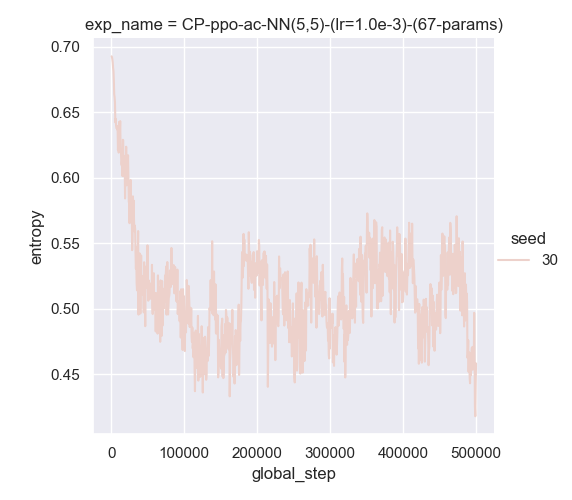 exp_name = CP-ppo-ac-NN(5,5)-(lr=1.0e-3)-(67-params)
0.70
0.65
0.60
0.55
0.50
0.45
entropy
seed
30
0 100000 200000 300000 400000 500000
global_step